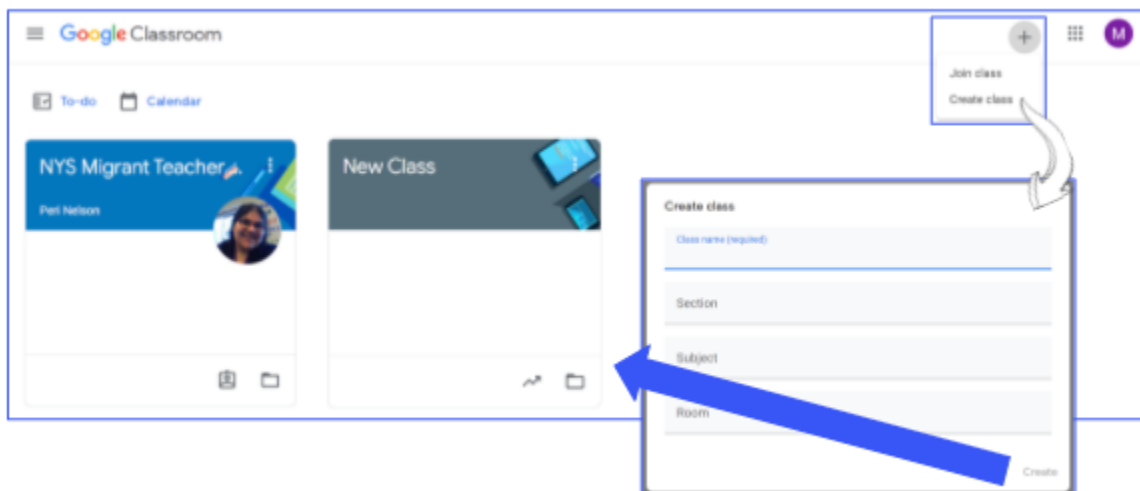 Google Classroom
M
Join class
Create class
To-do
Calendar
NYS Migrant Teacher...
Peri Nelson
New Class
Create class
Class name (required)
Section
Subject
Room
Create